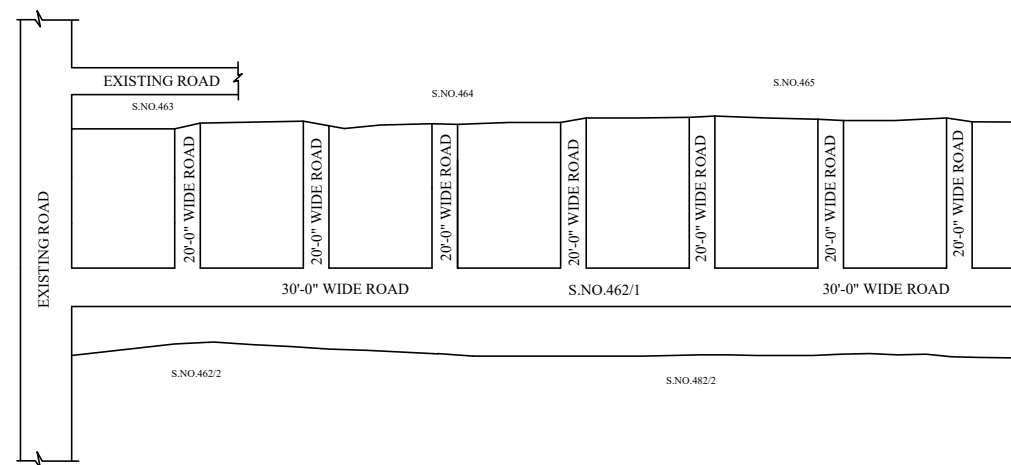 EXISTING ROAD
S.NO.463
S.NO.464
S.NO.465
EXISTING ROAD
20'-0" WIDE ROAD
20'-0" WIDE ROAD
20'-0" WIDE ROAD
20'-0" WIDE ROAD
20'-0" WIDE ROAD
20'-0" WIDE ROAD
20'-0" WIDE ROAD
30'-0" WIDE ROAD
S.NO.462/1
30'-0" WIDE ROAD
S.NO.462/2
S.NO.482/2